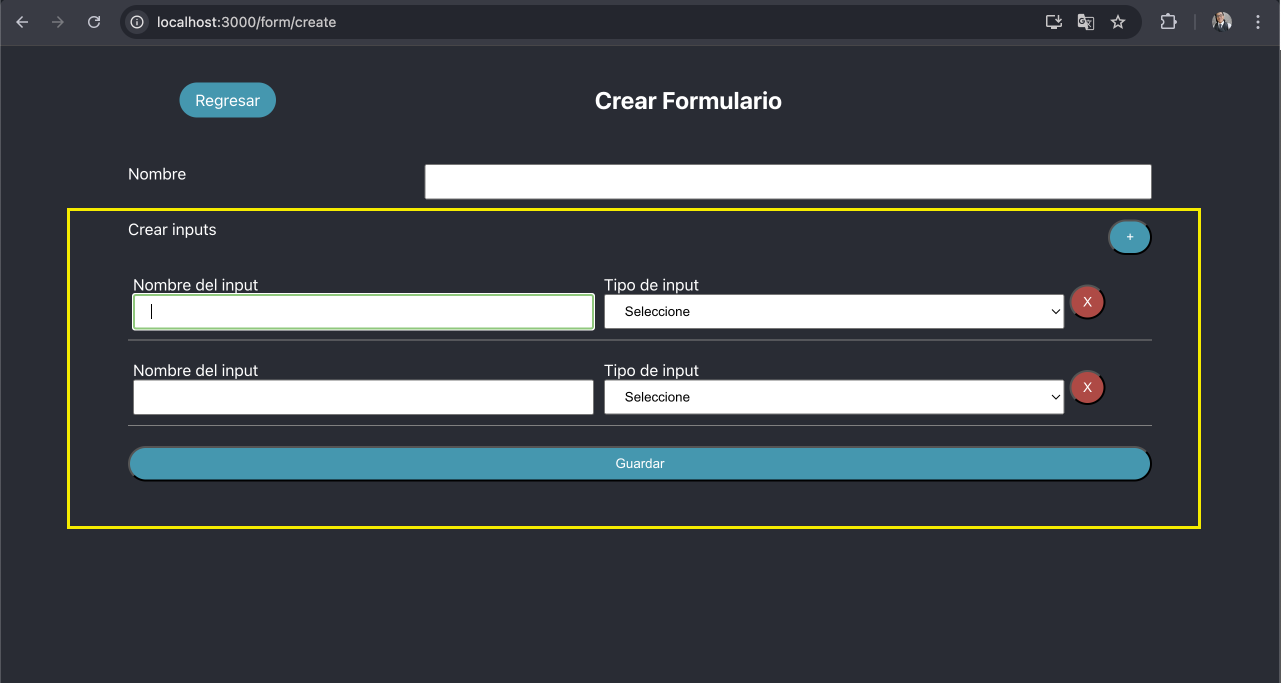 localhost:3000/form/create
Regresar
Crear Formulario
Nombre
Crear inputs
+
Nombre del input
Tipo de input
Seleccione
X
Nombre del input
Tipo de input
Seleccione
X
Guardar